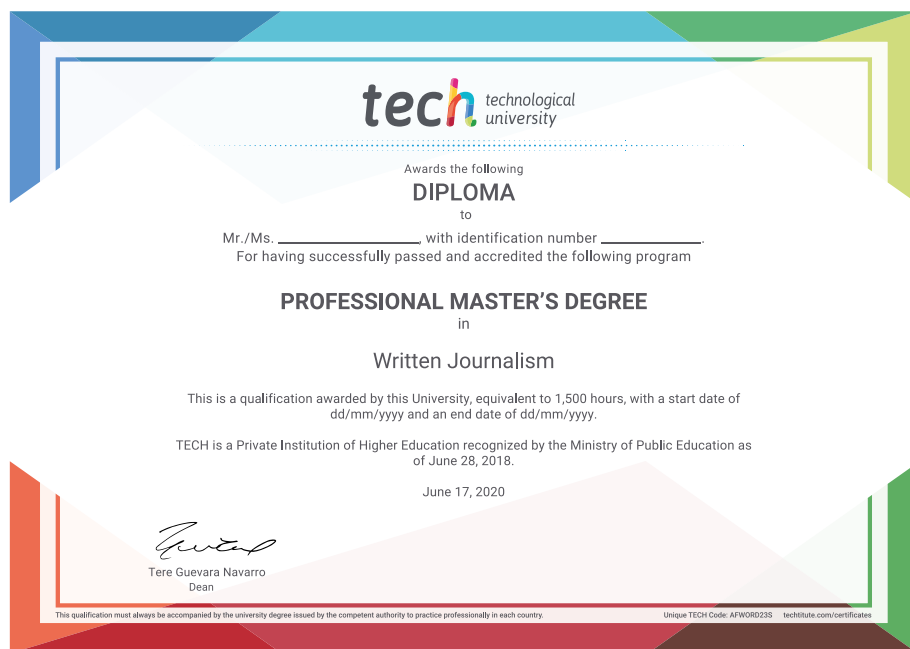 tech technological
university
Awards the following
DIPLOMA
to
Mr./Ms. ________________, with identification number ____________.
For having successfully passed and accredited the following program
PROFESSIONAL MASTER'S DEGREE
in
Written Journalism
This is a qualification awarded by this University, equivalent to 1,500 hours, with a start date of
dd/mm/yyyy and an end date of dd/mm/yyyy.
TECH is a Private Institution of Higher Education recognized by the Ministry of Public Education as
of June 28, 2018.
June 17, 2020
Tere Guevara Navarro
Dean
This qualification must always be accompanied by the university degree issued by the competent authority to practice professionally in each country.
Unique TECH Code: AFWORD23S techtitute.com/certificates